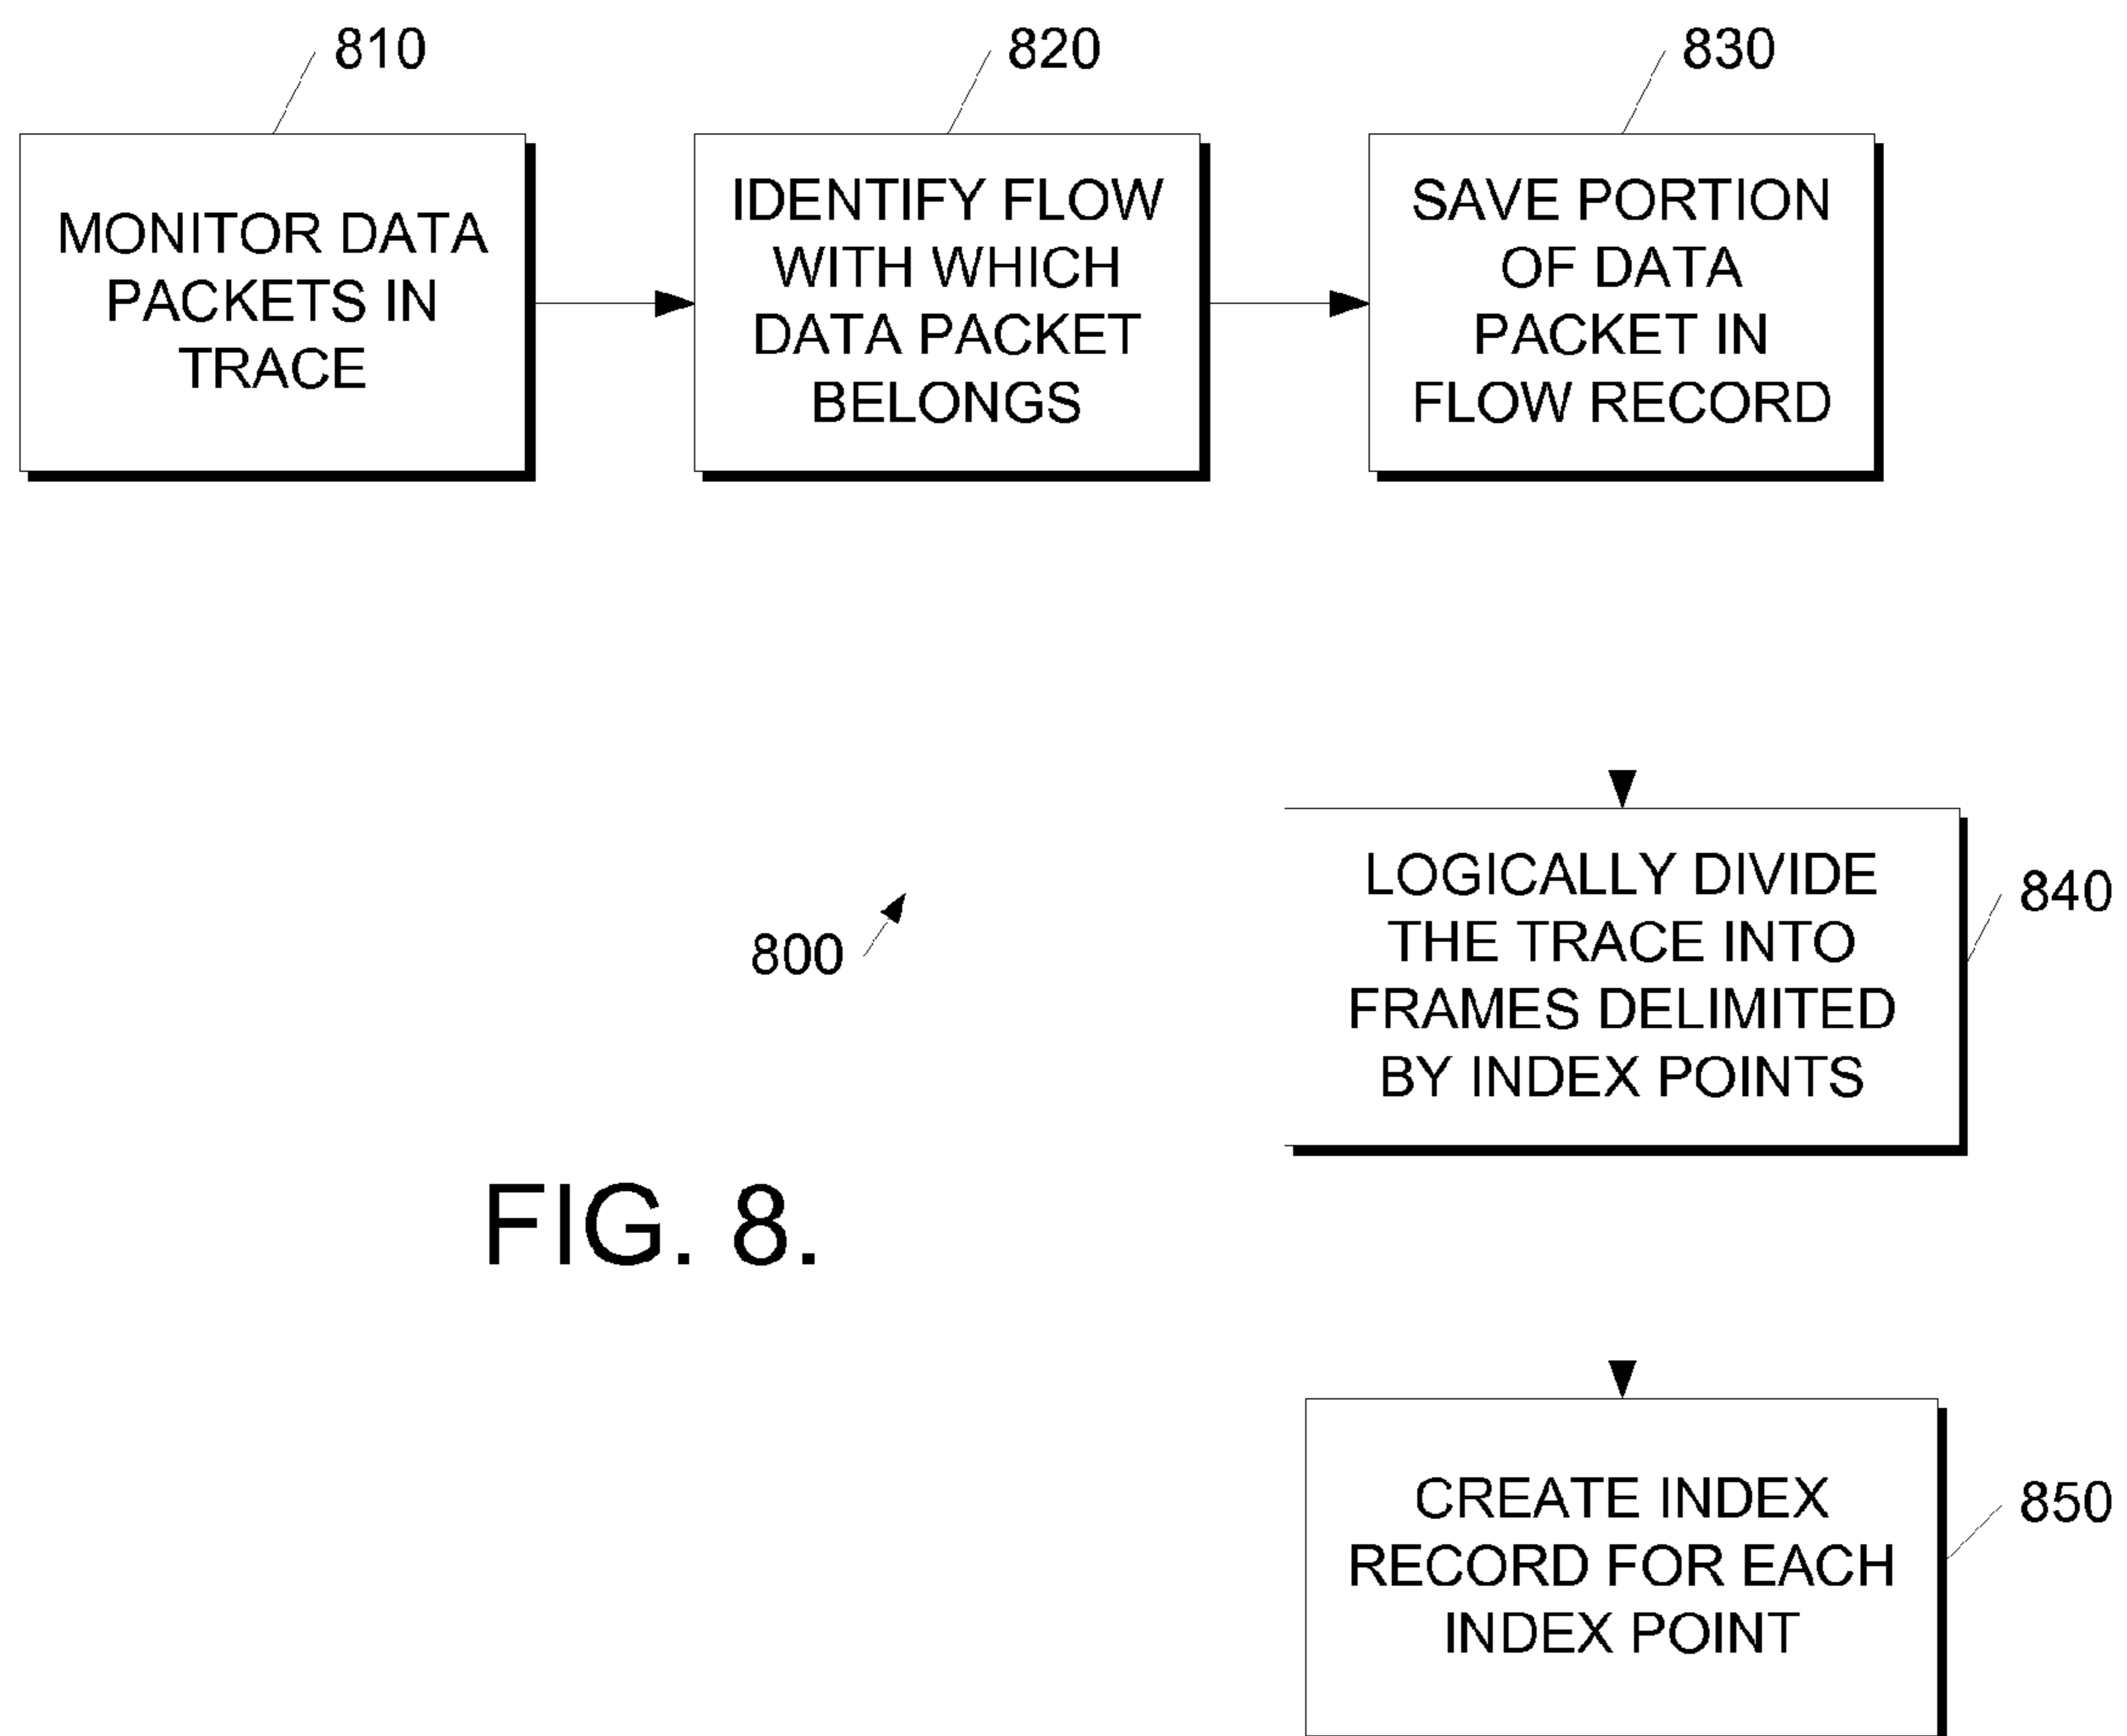 810
MONITOR DATA
PACKETS IN
TRACE
820
IDENTIFY FLOW
WITH WHICH
DATA PACKET
BELONGS
830
SAVE PORTION
OF DATA
PACKET IN
FLOW RECORD
840
LOGICALLY DIVIDE
THE TRACE INTO
FRAMES DELIMITED
BY INDEX POINTS
800
FIG. 8.
850
CREATE INDEX
RECORD FOR EACH
INDEX POINT